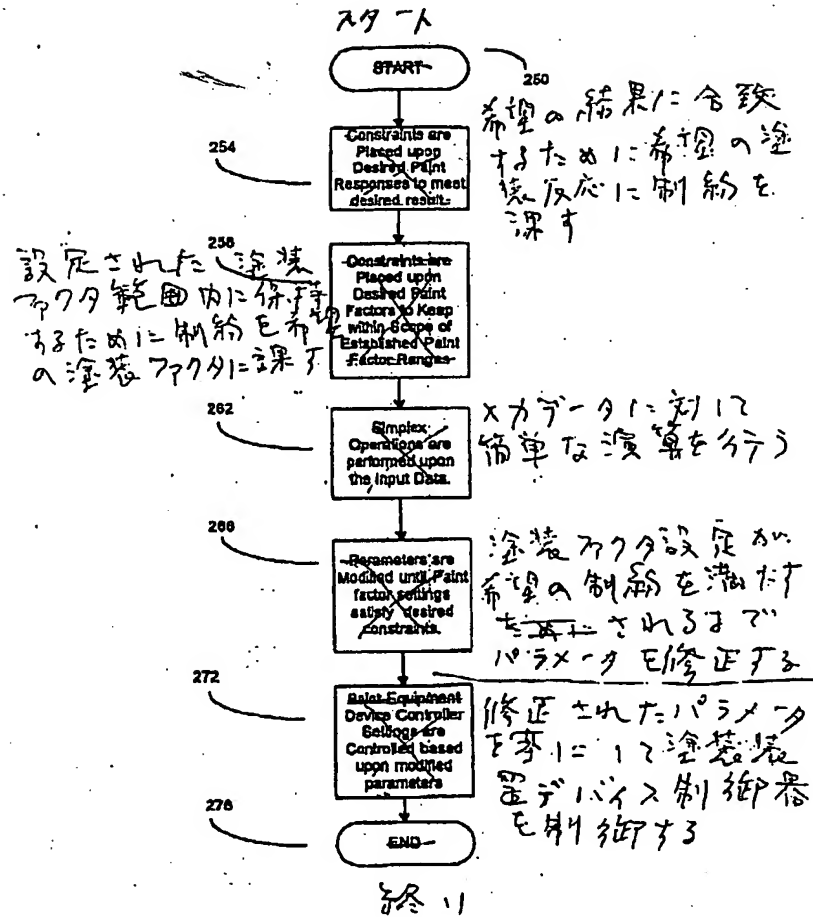 スタート
START
250
254
Constraints are
Placed upon
Desired Paint
Responses to meet
desired result.
希望の結果に合致
するために希望の塗
装反応に制約を
課す
258
設定された塗装
ファクタ範囲内に保持
するために制約を希望
の塗装ファクタに課す
Constraints are
Placed upon
Desired Paint
Factors to Keep
within Scope of
Established Paint
Factor Ranges
262
Simplex
Operations are
performed upon
the Input Data.
入力データに対して
簡単な演算を行う
266
Parameters are
Modified until Paint
factor settings
satisfy desired
constraints.
塗装ファクタ設定が
希望の制約を満たす
されるまで
パラメータを修正する
272
Paint Equipment
Device Controller
Settings are
Controlled based
upon modified
parameters
修正されたパラメータ
を基にして塗装装
置デバイス制御器
を制御する
276
END
終り